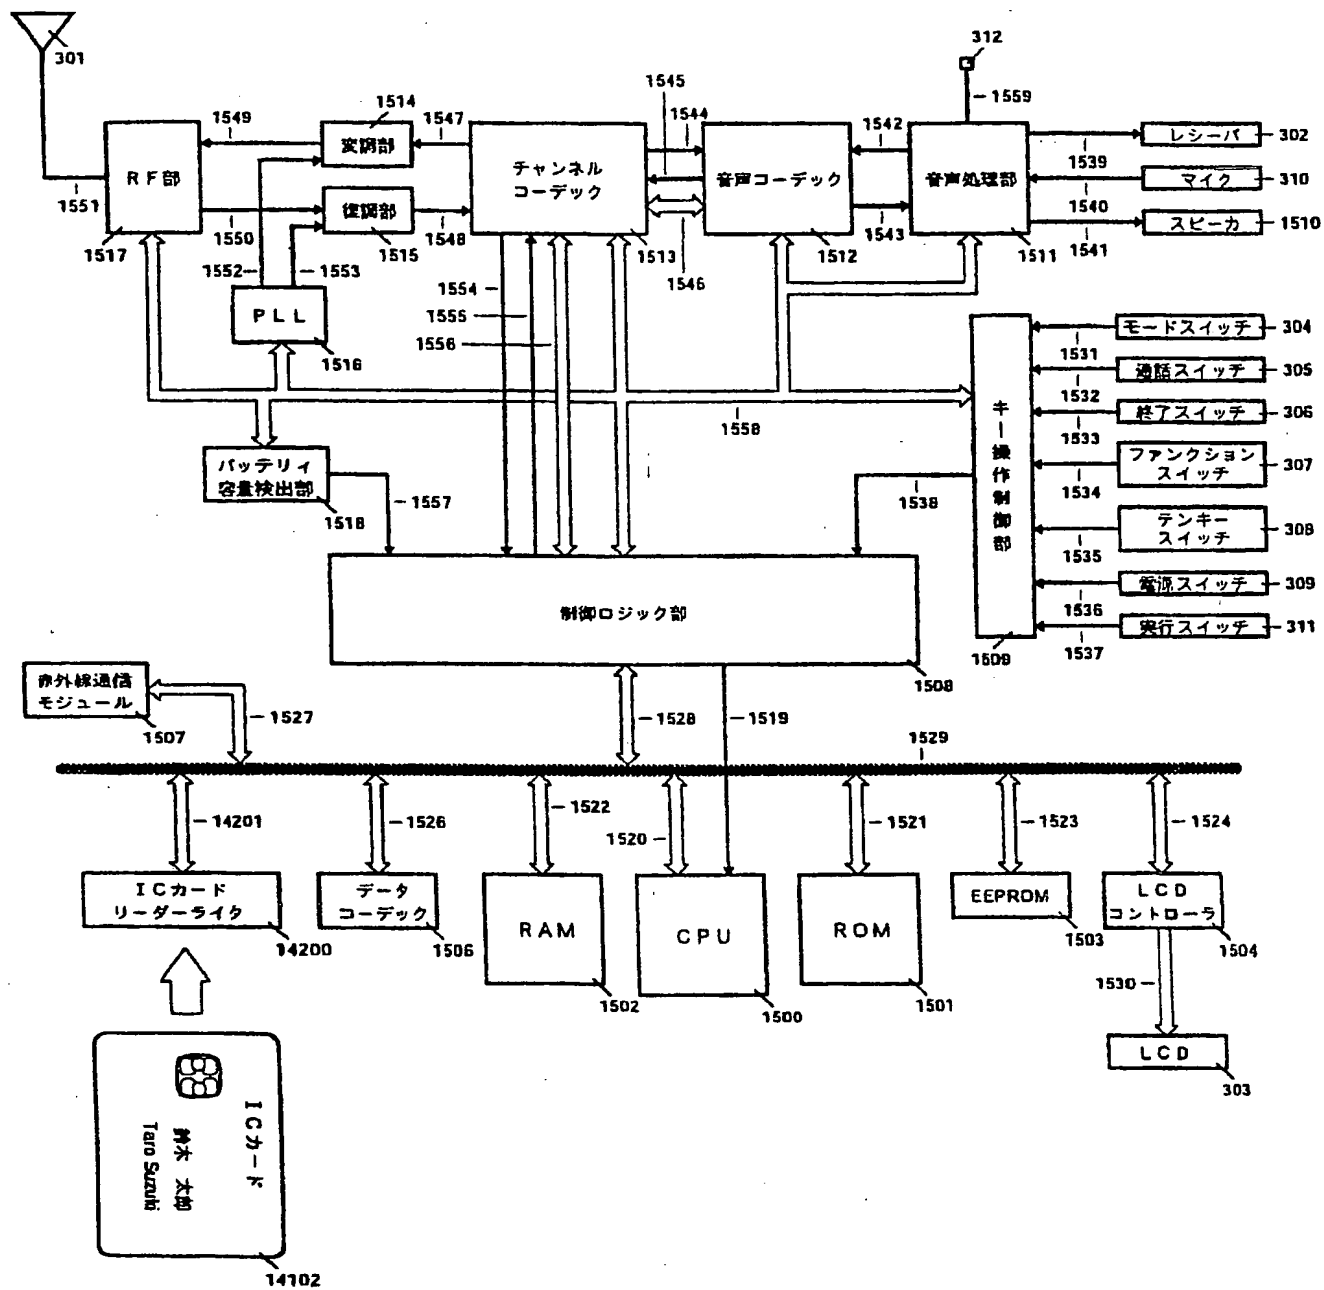 312
301
1545
1559
1514
1549
1547
1544
1542
変調部
レシーバ
302
1539
RF部
チャンネル
コーデック
音声コーデック
音声処理部
マイク
310
1551
1540
復調部
スピーカ
1510
1550
1548
1543
1541
1517
1515
1513
1512
1511
1552
1553
1554
1546
PLL
1555
1556
1516
モードスイッチ
304
1531
通話スイッチ
305
1532
終了スイッチ
306
1558
1533
キー操作制御部
ファンクション
スイッチ
307
1534
バッテリィ
容量検出部
1518
1557
1538
テンキー
スイッチ
308
1535
電源スイッチ
309
1536
実行スイッチ
311
1537
1509
制御ロジック部
1508
赤外線通信
モジュール
1507
1527
1528
1519
1529
14201
1526
1522
1520
1521
1523
1524
ICカード
リーダーライタ
14200
データ
コーデック
1506
RAM
1502
CPU
1500
ROM
1501
EEPROM
1503
LCD
コントローラ
1504
1530
LCD
303
ICカード
鈴木 太郎
Taro Suzuki
14102